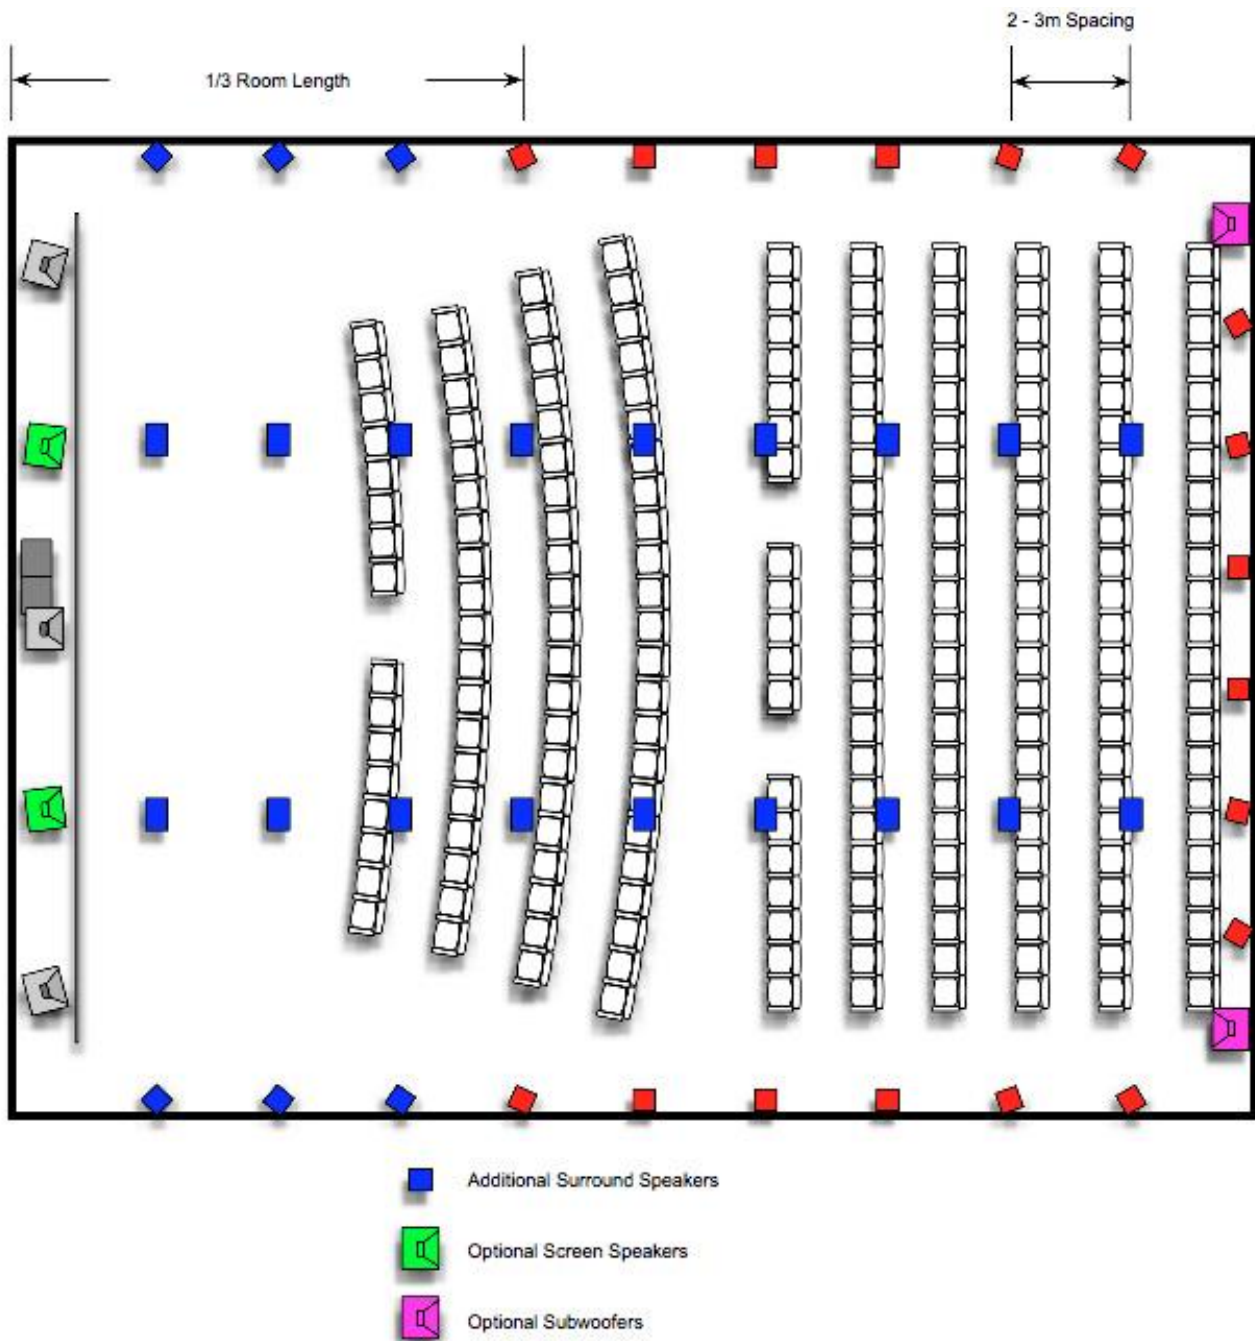 2 - 3m Spacing
1/3 Room Length
Additional Surround Speakers
Optional Screen Speakers
Optional Subwoofers